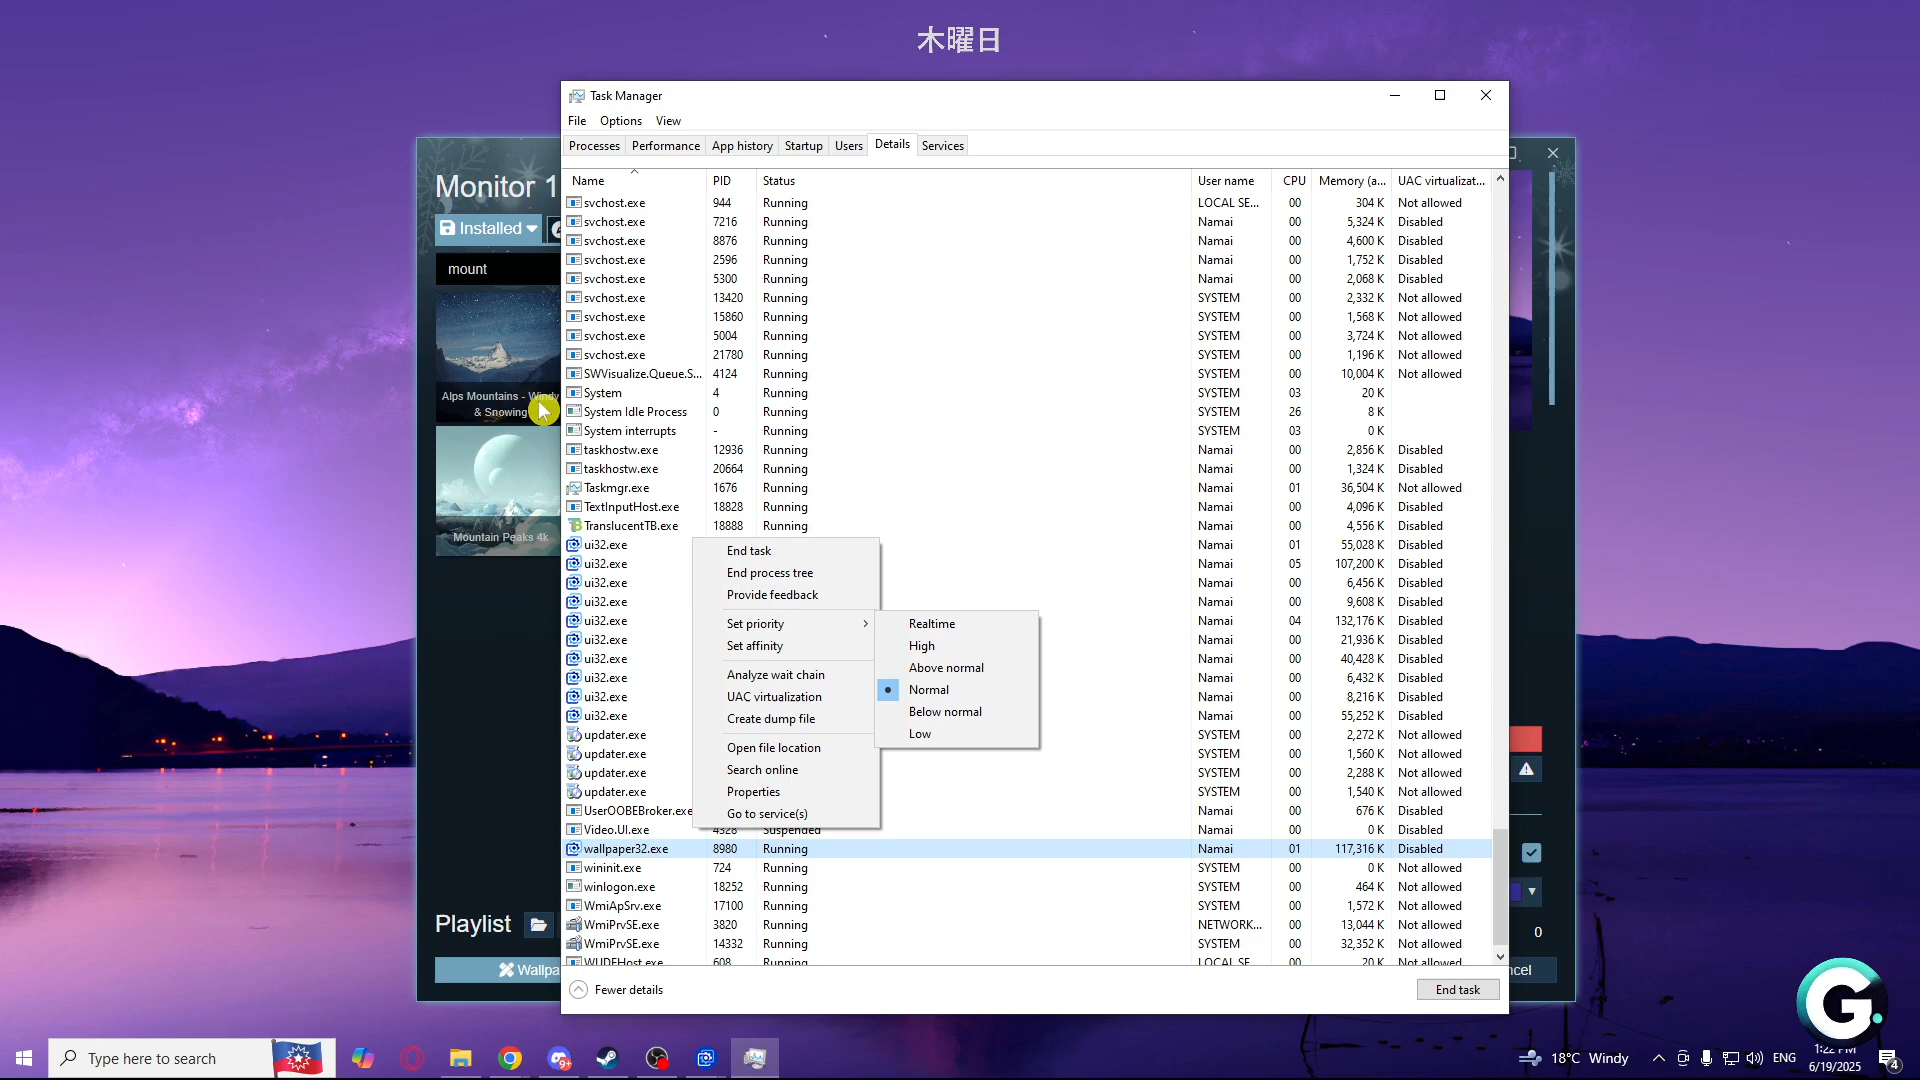 木曜日
Task Manager
File Options View
Processes Performance App history Startup Users Details Services
Name PID Status User name CPU Memory (a... UAC virtualizat...
svchost.exe 944 Running LOCAL SE... 00 304 K Not allowed
svchost.exe 7216 Running Namai 00 5,324 K Disabled
svchost.exe 8876 Running Namai 00 4,600 K Disabled
svchost.exe 2596 Running Namai 00 1,752 K Disabled
svchost.exe 5300 Running Namai 00 2,068 K Disabled
svchost.exe 13420 Running SYSTEM 00 2,332 K Not allowed
svchost.exe 15860 Running SYSTEM 00 1,568 K Not allowed
svchost.exe 5004 Running SYSTEM 00 3,724 K Not allowed
svchost.exe 21780 Running SYSTEM 00 1,196 K Not allowed
SWVisualize.Queue.S... 4124 Running SYSTEM 00 10,004 K Not allowed
System 4 Running SYSTEM 03 20 K
System Idle Process 0 Running SYSTEM 26 8 K
System interrupts - Running SYSTEM 03 0 K
taskhostw.exe 12936 Running Namai 00 2,856 K Disabled
taskhostw.exe 20664 Running Namai 00 1,324 K Disabled
Taskmgr.exe 1676 Running Namai 01 36,504 K Not allowed
TextInputHost.exe 18828 Running Namai 00 4,096 K Disabled
TranslucentTB.exe 18888 Running Namai 00 4,556 K Disabled
ui32.exe Namai 01 55,028 K Disabled
ui32.exe Namai 05 107,200 K Disabled
ui32.exe Namai 00 6,456 K Disabled
ui32.exe Namai 00 9,608 K Disabled
ui32.exe Namai 04 132,176 K Disabled
ui32.exe Namai 00 21,936 K Disabled
ui32.exe Namai 00 40,428 K Disabled
ui32.exe Namai 00 6,432 K Disabled
ui32.exe Namai 00 8,216 K Disabled
ui32.exe Namai 00 55,252 K Disabled
updater.exe SYSTEM 00 2,272 K Not allowed
updater.exe SYSTEM 00 1,560 K Not allowed
updater.exe SYSTEM 00 2,288 K Not allowed
updater.exe SYSTEM 00 1,540 K Not allowed
UserOOBEBroker.exe Namai 00 676 K Disabled
Video.UI.exe 4328 Suspended Namai 00 0 K Disabled
wallpaper32.exe 8980 Running Namai 01 117,316 K Disabled
wininit.exe 724 Running SYSTEM 00 0 K Not allowed
winlogon.exe 18252 Running SYSTEM 00 464 K Not allowed
WmiApSrv.exe 17100 Running SYSTEM 00 1,572 K Not allowed
WmiPrvSE.exe 3820 Running NETWORK... 00 13,044 K Not allowed
WmiPrvSE.exe 14332 Running SYSTEM 00 32,352 K Not allowed
WUDFHost.exe 608 Running LOCAL SE 00 20 K Not allowed
Fewer details End task
End task
End process tree
Provide feedback
Set priority
Set affinity
Analyze wait chain
UAC virtualization
Create dump file
Open file location
Search online
Properties
Go to service(s)
Realtime
High
Above normal
Normal
Below normal
Low
Monitor 1
Installed
mount
Alps Mountains - Windy
& Snowing
Mountain Peaks 4k
Playlist
Wallpa
0
ncel
G.
Type here to search
9+
18°C Windy
ENG
1:22 PM
6/19/2025
4